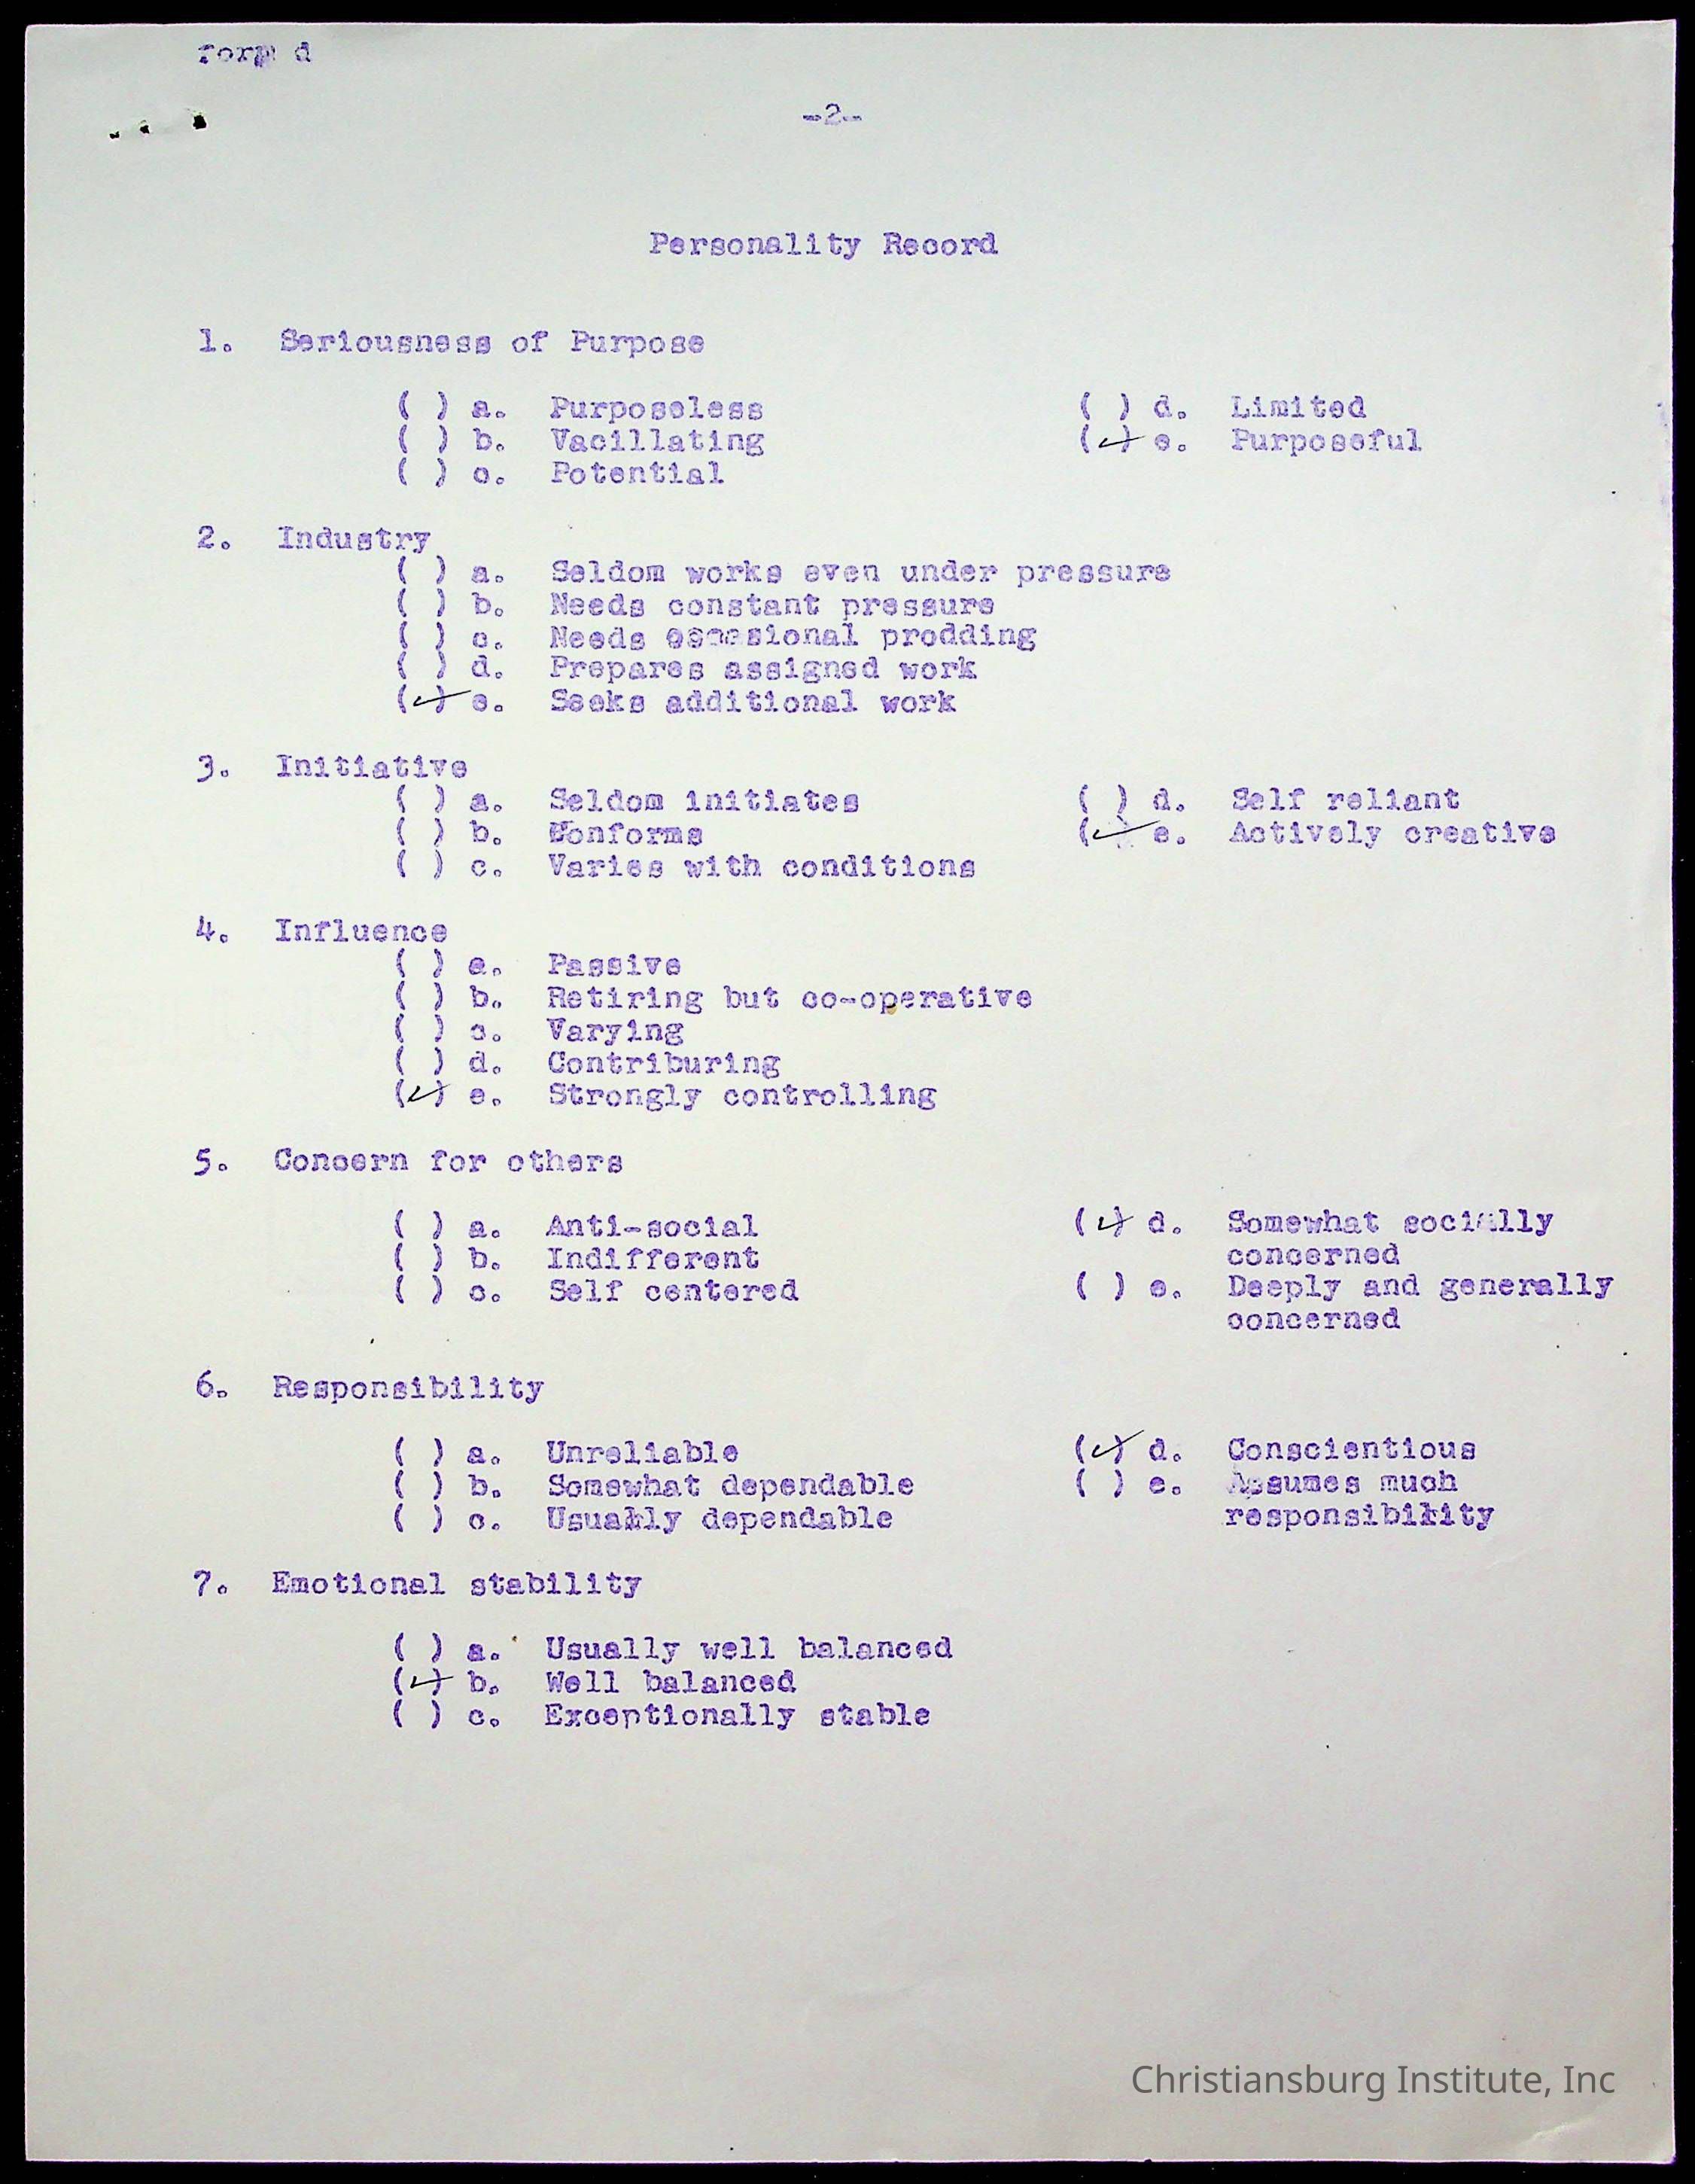 form d
-2-
Personality Record
1. Seriousness of Purpose
( ) a. Purposeless ( ) d. Limited
(✓) b. Vacillating (✓) e. Purposeful
( ) c. Potential
2. Industry
( ) a. Seldom works even under pressure
( ) b. Needs constant pressure
( ) c. Needs prodding
( ) d. Prepares assigned work
(✓) e. Seeks additional work
3. Initiative
( ) a. Seldom initiates ( ) d. Self reliant
( ) b. Conforms (✓) e. Actively creative
( ) c. Varies with conditions
4. Influence
( ) a. Passive
( ) b. Retiring but co-operative
( ) c. Varying
( ) d. Contriburing
(✓) e. Strongly controlling
5. Concern for others
( ) a. Anti-social (✓) d. Somewhat socially
( ) b. Indifferent concerned
( ) c. Self centered ( ) e. Deeply and generally
concerned
6. Responsibility
( ) a. Unreliable (✓) d. Conscientious
( ) b. Somewhat dependable ( ) e. Assumes much
( ) c. Usually dependable responsibility
7. Emotional stability
( ) a. Usually well balanced
(✓) b. Well balanced
( ) c. Exceptionally stable
Christiansburg Institute, Inc